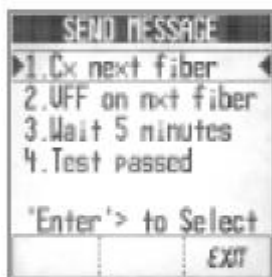 SEND MESSAGE
1.Cx next fiber
2.VFF on nxt fiber
3.Wait 5 minutes
4.Test passed
'Enter'> to Select
EXIT